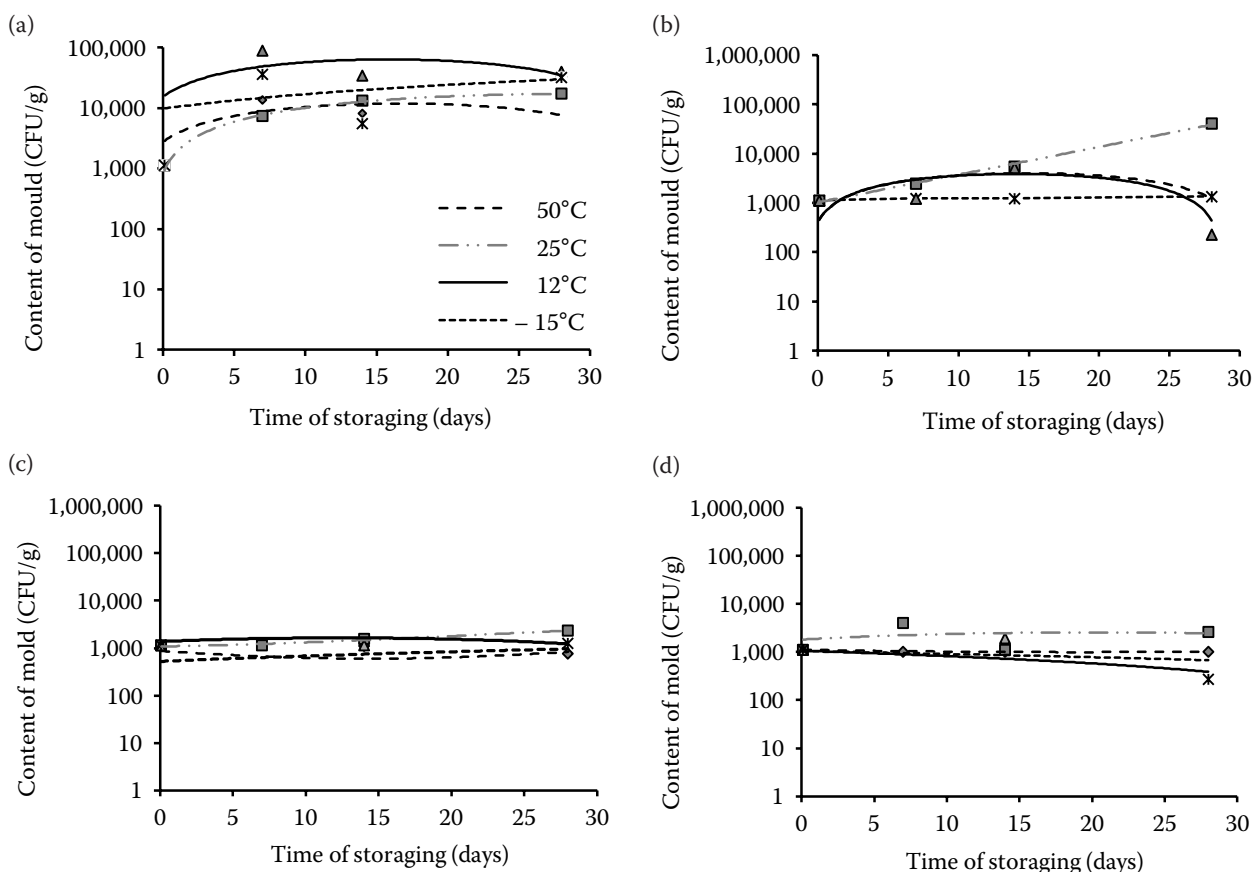 (a)
100,000
10,000
1,000
100
10
1
Content of mould (CFU/g)
50°C
25°C
12°C
– 15°C
0 5 10 15 20 25 30
Time of storaging (days)
(b)
1,000,000
100,000
10,000
1,000
100
10
1
Content of mould (CFU/g)
0 5 10 15 20 25 30
Time of storaging (days)
(c)
1,000,000
100,000
10,000
1,000
100
10
1
Content of mold (CFU/g)
0 5 10 15 20 25 30
Time of storaging (days)
(d)
1,000,000
100,000
10,000
1,000
100
10
1
Content of mold (CFU/g)
0 5 10 15 20 25 30
Time of storaging (days)